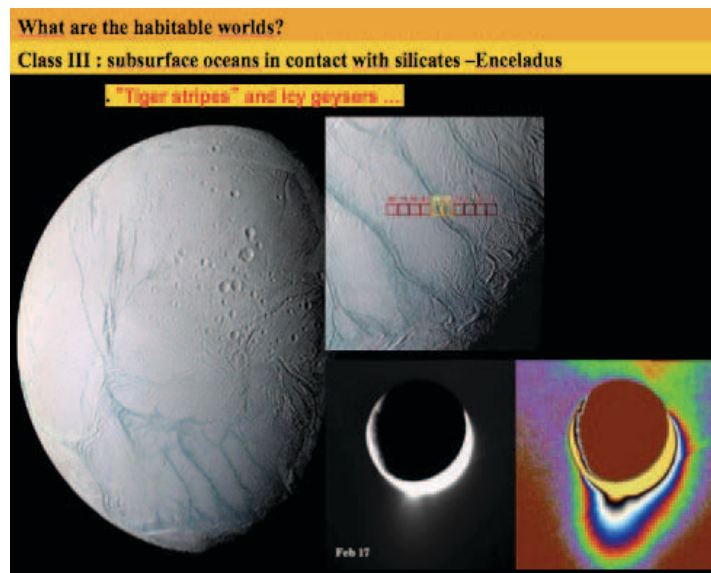 What are the habitable worlds?
Class III : subsurface oceans in contact with silicates –Enceladus
. "Tiger stripes" and icy geysers ...
Feb 17